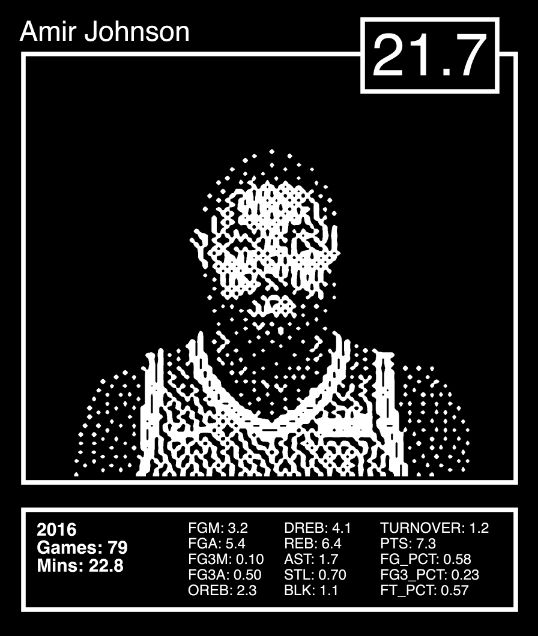 Amir Johnson
21.7
2016
Games: 79
Mins: 22.8
FGM: 3.2
FGA: 5.4
FG3M: 0.10
FG3A: 0.50
OREB: 2.3
DREB: 4.1
REB: 6.4
AST: 1.7
STL: 0.70
BLK: 1.1
TURNOVER: 1.2
PTS: 7.3
FG_PCT: 0.58
FG3_PCT: 0.23
FT_PCT: 0.57